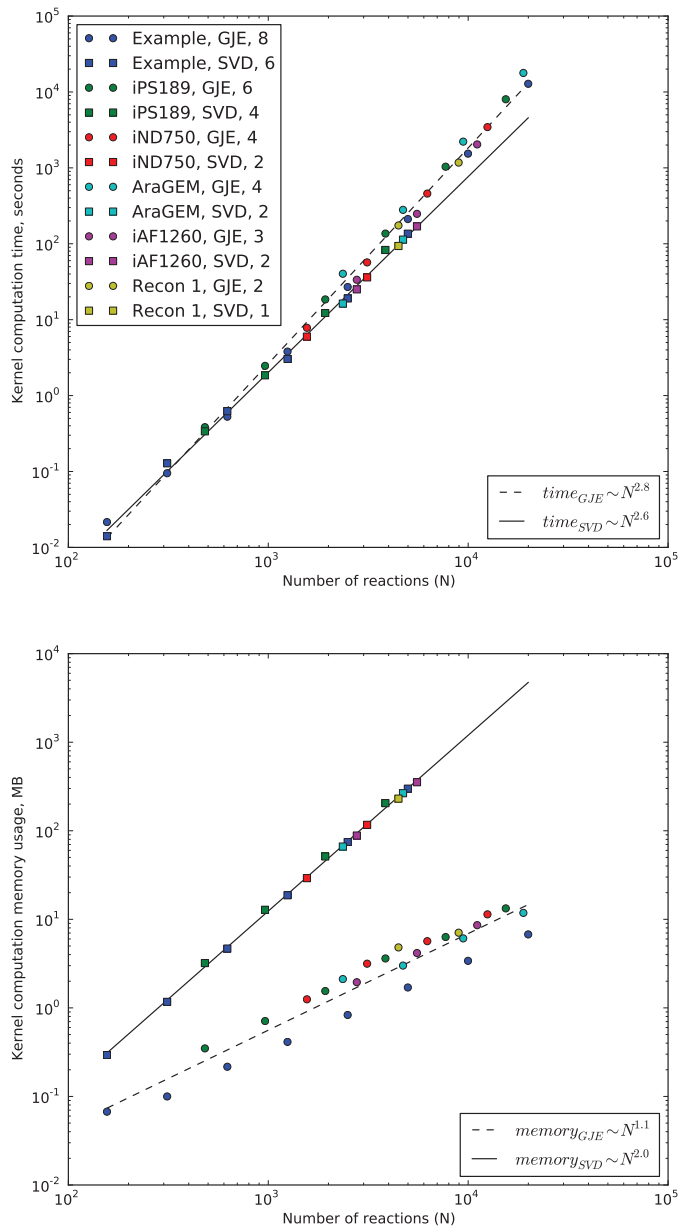 10^5
10^4
10^3
10^2
10^1
10^0
10^-1
10^-2
Kernel computation time, seconds
Example, GJE, 8
Example, SVD, 6
iPS189, GJE, 6
iPS189, SVD, 4
iND750, GJE, 4
iND750, SVD, 2
AraGEM, GJE, 4
AraGEM, SVD, 2
iAF1260, GJE, 3
iAF1260, SVD, 2
Recon 1, GJE, 2
Recon 1, SVD, 1
time_GJE ∼ N^2.8
time_SVD ∼ N^2.6
10^2 10^3 10^4 10^5
Number of reactions (N)
10^4
10^3
10^2
10^1
10^0
10^-1
10^-2
Kernel computation memory usage, MB
memory_GJE ∼ N^1.1
memory_SVD ∼ N^2.0
10^2 10^3 10^4 10^5
Number of reactions (N)